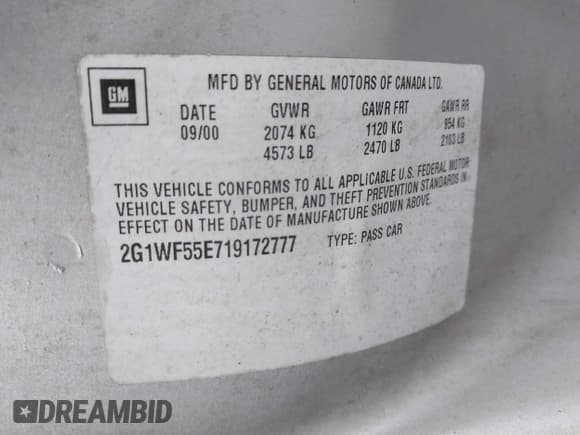 GM
MFD BY GENERAL MOTORS OF CANADA LTD.
DATE GVWR GAWR FRT GAWR RR
09/00 2074 KG 1120 KG 954 KG
4573 LB 2470 LB 2103 LB
THIS VEHICLE CONFORMS TO ALL APPLICABLE U.S. FEDERAL MOTOR
VEHICLE SAFETY, BUMPER, AND THEFT PREVENTION STANDARDS IN
EFFECT ON THE DATE OF MANUFACTURE SHOWN ABOVE.
2G1WF55E719172777 TYPE: PASS CAR
DREAMBID